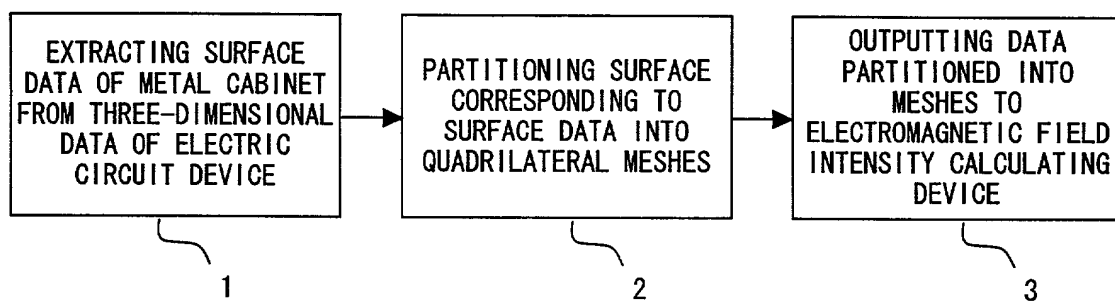 EXTRACTING SURFACE
DATA OF METAL CABINET
FROM THREE-DIMENSIONAL
DATA OF ELECTRIC
CIRCUIT DEVICE
PARTITIONING SURFACE
CORRESPONDING TO
SURFACE DATA INTO
QUADRILATERAL MESHES
OUTPUTTING DATA
PARTITIONED INTO
MESHES TO
ELECTROMAGNETIC FIELD
INTENSITY CALCULATING
DEVICE
1
2
3